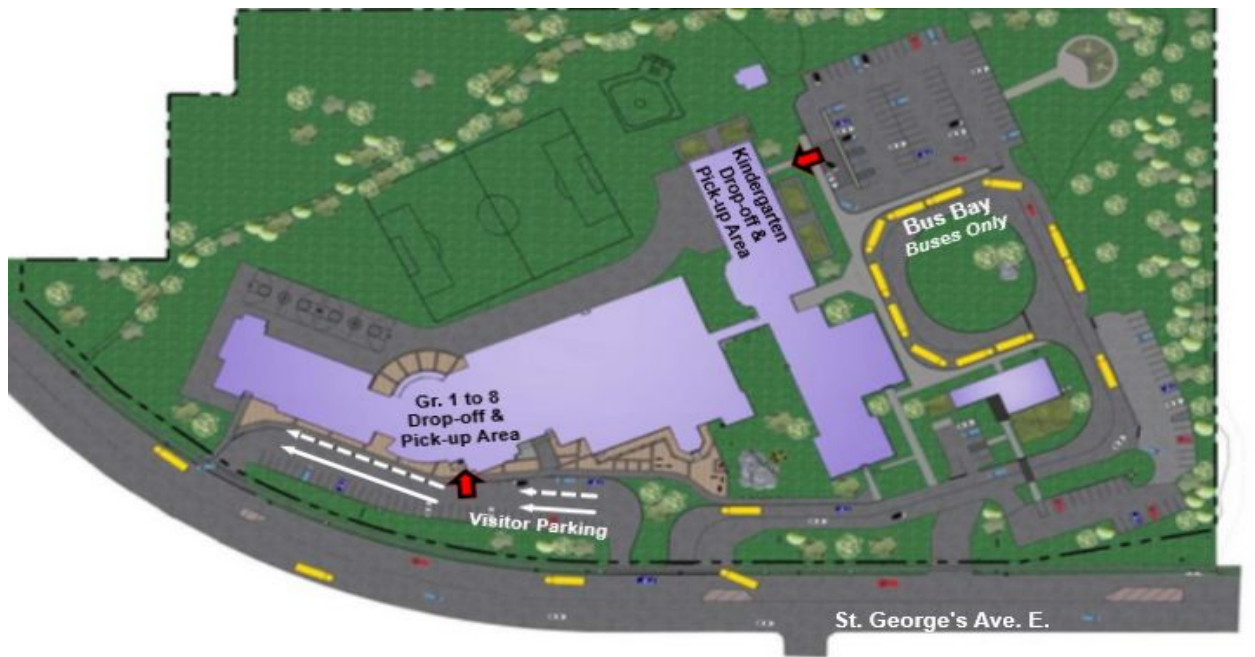 Kindergarten
Drop-off &
Pick-up Area
Bus Bay
Buses Only
Gr. 1 to 8
Drop-off &
Pick-up Area
Visitor Parking
St. George's Ave. E.